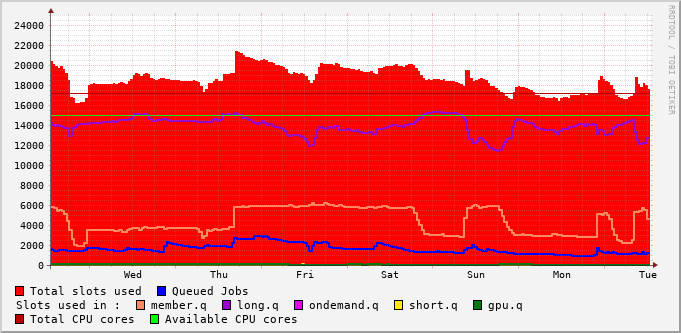 RRDTOOL / TOBI OETIKER
24000
22000
20000
18000
16000
14000
12000
10000
8000
6000
4000
2000
0
Wed Thu Fri Sat Sun Mon Tue
Total slots used Queued Jobs
Slots used in : member.q long.q ondemand.q short.q gpu.q
Total CPU cores Available CPU cores